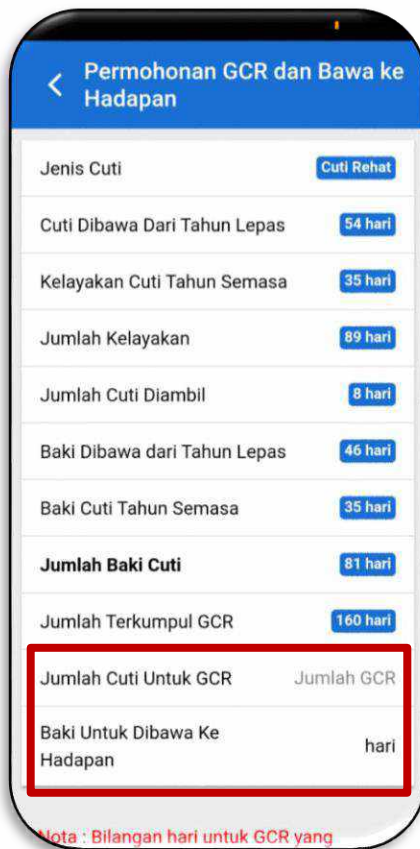 Permohonan GCR dan Bawa ke
Hadapan
Jenis Cuti Cuti Rehat
Cuti Dibawa Dari Tahun Lepas 54 hari
Kelayakan Cuti Tahun Semasa 35 hari
Jumlah Kelayakan 89 hari
Jumlah Cuti Diambil 8 hari
Baki Dibawa dari Tahun Lepas 46 hari
Baki Cuti Tahun Semasa 35 hari
Jumlah Baki Cuti 81 hari
Jumlah Terkumpul GCR 160 hari
Jumlah Cuti Untuk GCR Jumlah GCR
Baki Untuk Dibawa Ke
Hadapan hari
Nota : Bilangan hari untuk GCR yang